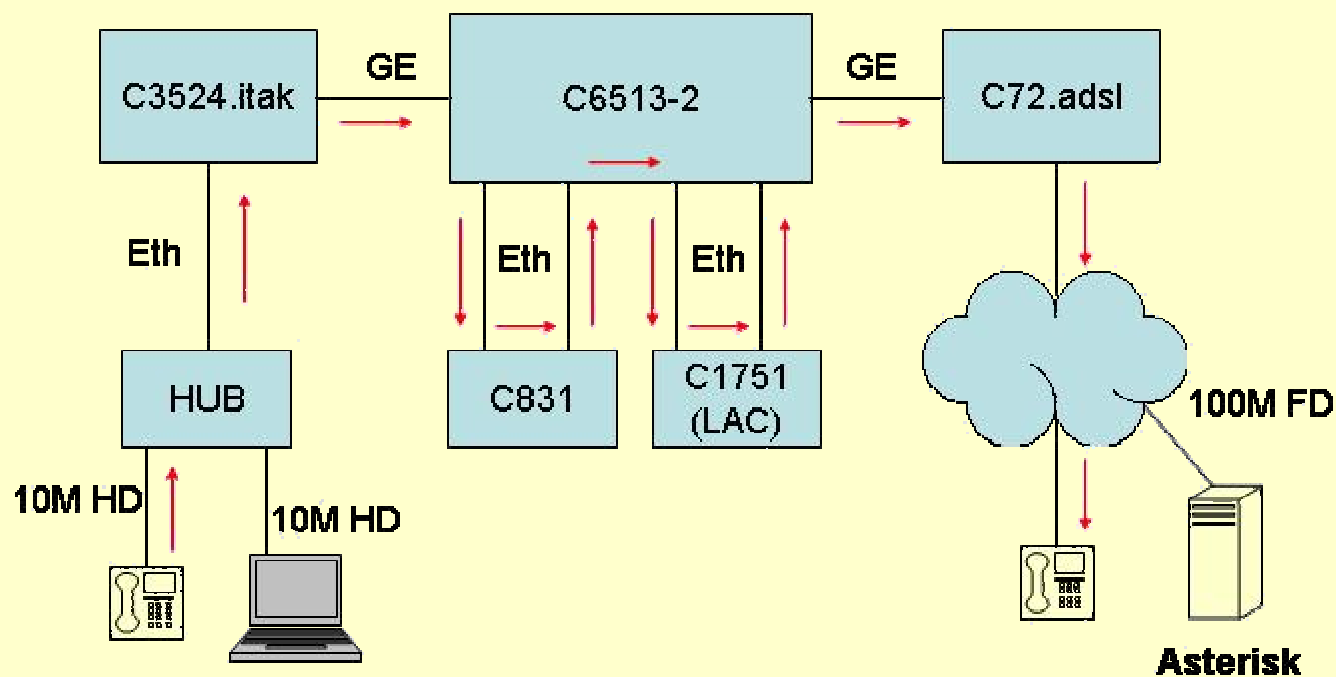 C3524.itak
GE
C6513-2
GE
C72.adsl
Eth
Eth
Eth
HUB
C831
C1751
(LAC)
100M FD
10M HD
10M HD
Asterisk